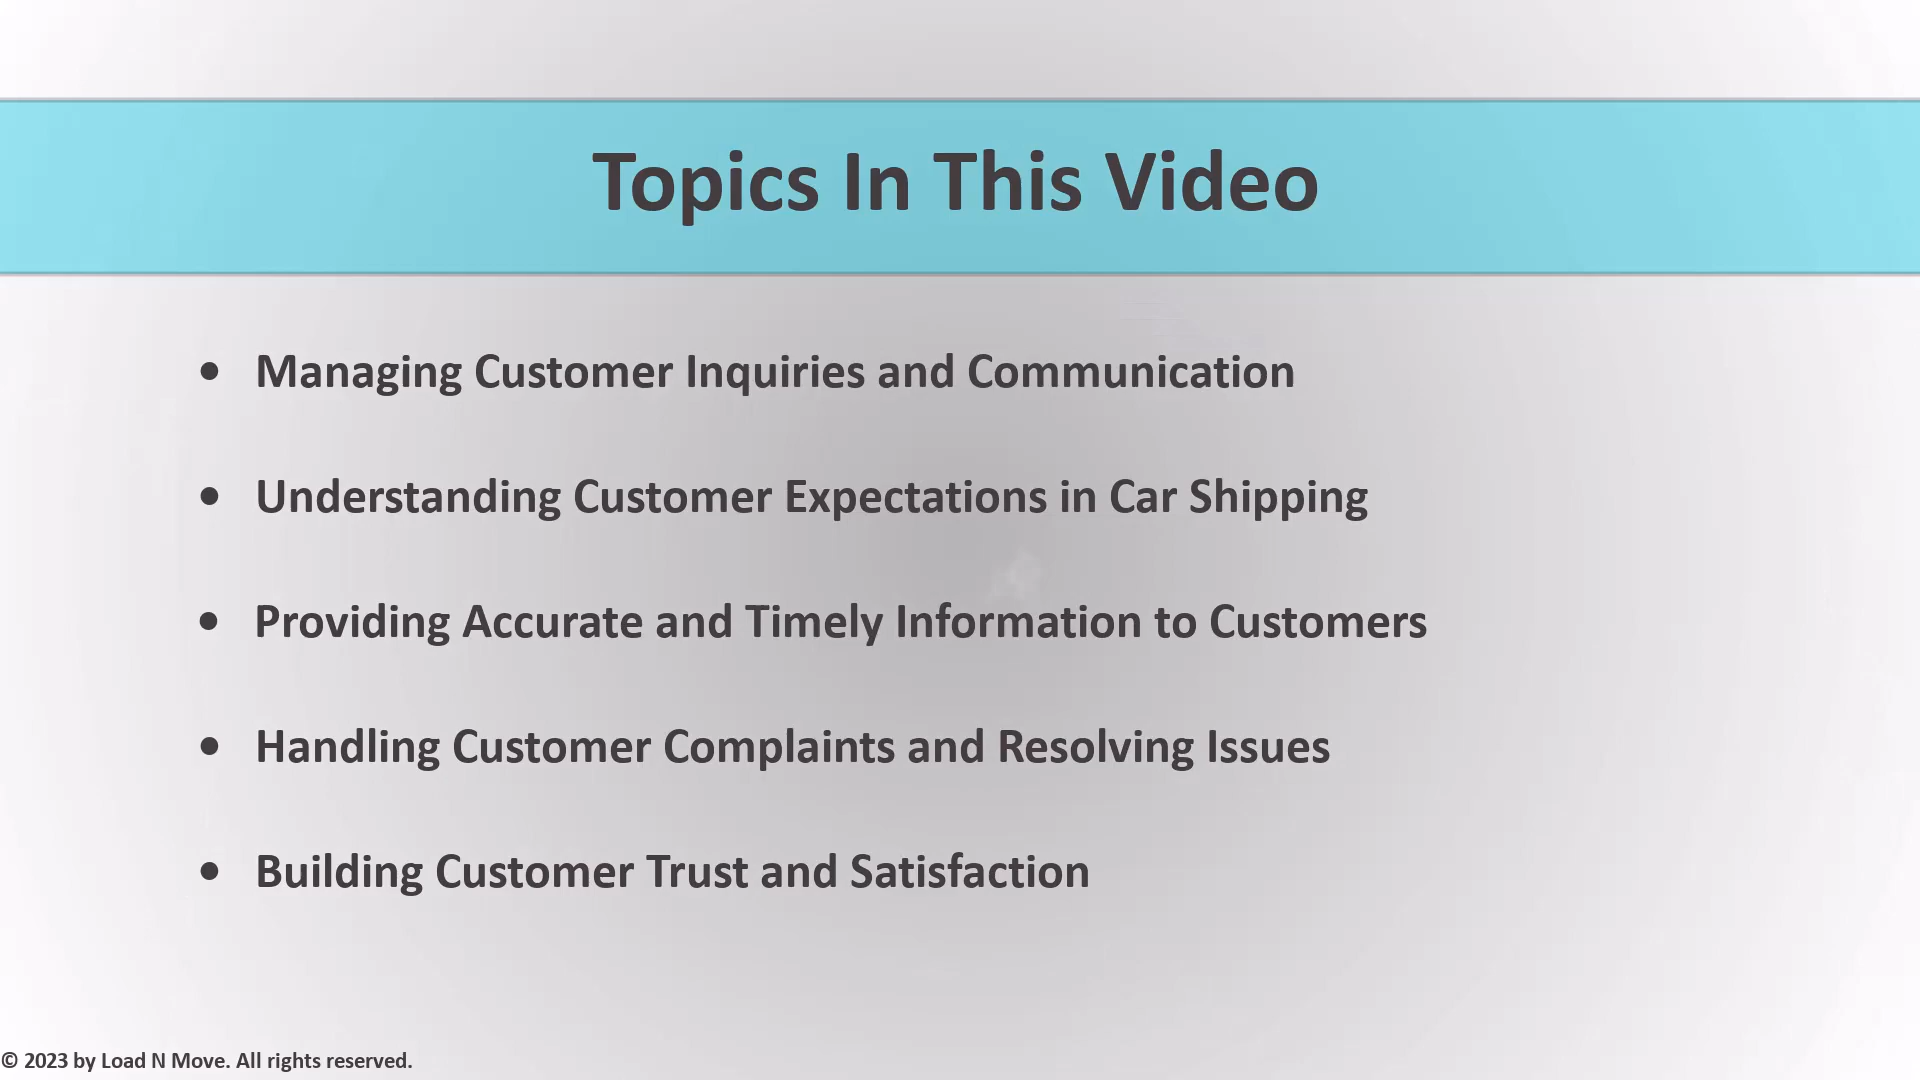 Topics In This Video
• Managing Customer Inquiries and Communication
• Understanding Customer Expectations in Car Shipping
• Providing Accurate and Timely Information to Customers
• Handling Customer Complaints and Resolving Issues
• Building Customer Trust and Satisfaction
© 2023 by Load N Move. All rights reserved.